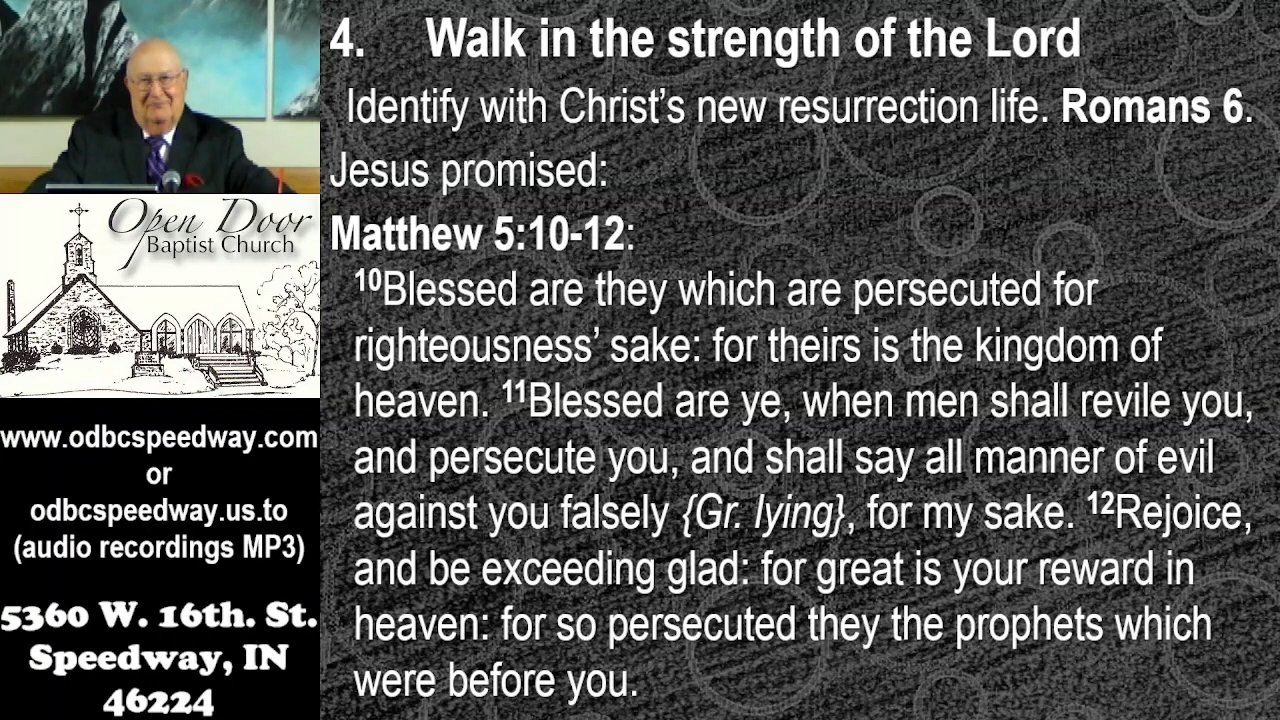 4. Walk in the strength of the Lord
Identify with Christ’s new resurrection life. Romans 6.
Jesus promised:
Matthew 5:10-12:
10Blessed are they which are persecuted for
righteousness’ sake: for theirs is the kingdom of
heaven. 11Blessed are ye, when men shall revile you,
and persecute you, and shall say all manner of evil
against you falsely {Gr. lying}, for my sake. 12Rejoice,
and be exceeding glad: for great is your reward in
heaven: for so persecuted they the prophets which
were before you.
Open Door
Baptist Church
www.odbcspeedway.com
or
odbcspeedway.us.to
(audio recordings MP3)
5360 W. 16th. St.
Speedway, IN
46224